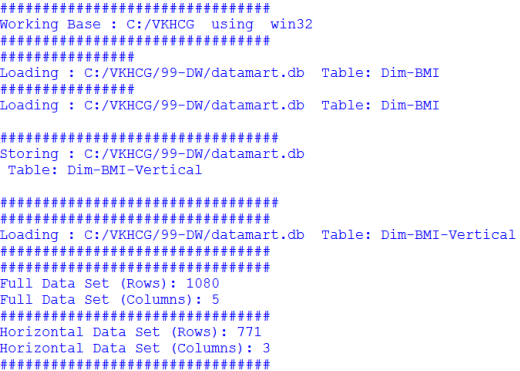 ################################
Working Base : C:/VKHCG  using  win32
################################
################
Loading : C:/VKHCG/99-DW/datamart.db  Table: Dim-BMI
################
Loading : C:/VKHCG/99-DW/datamart.db  Table: Dim-BMI
#################################
Storing : C:/VKHCG/99-DW/datamart.db
 Table: Dim-BMI-Vertical
#################################
################################
Loading : C:/VKHCG/99-DW/datamart.db  Table: Dim-BMI-Vertical
################################
################################
Full Data Set (Rows): 1080
Full Data Set (Columns): 5
################################
Horizontal Data Set (Rows): 771
Horizontal Data Set (Columns): 3
################################